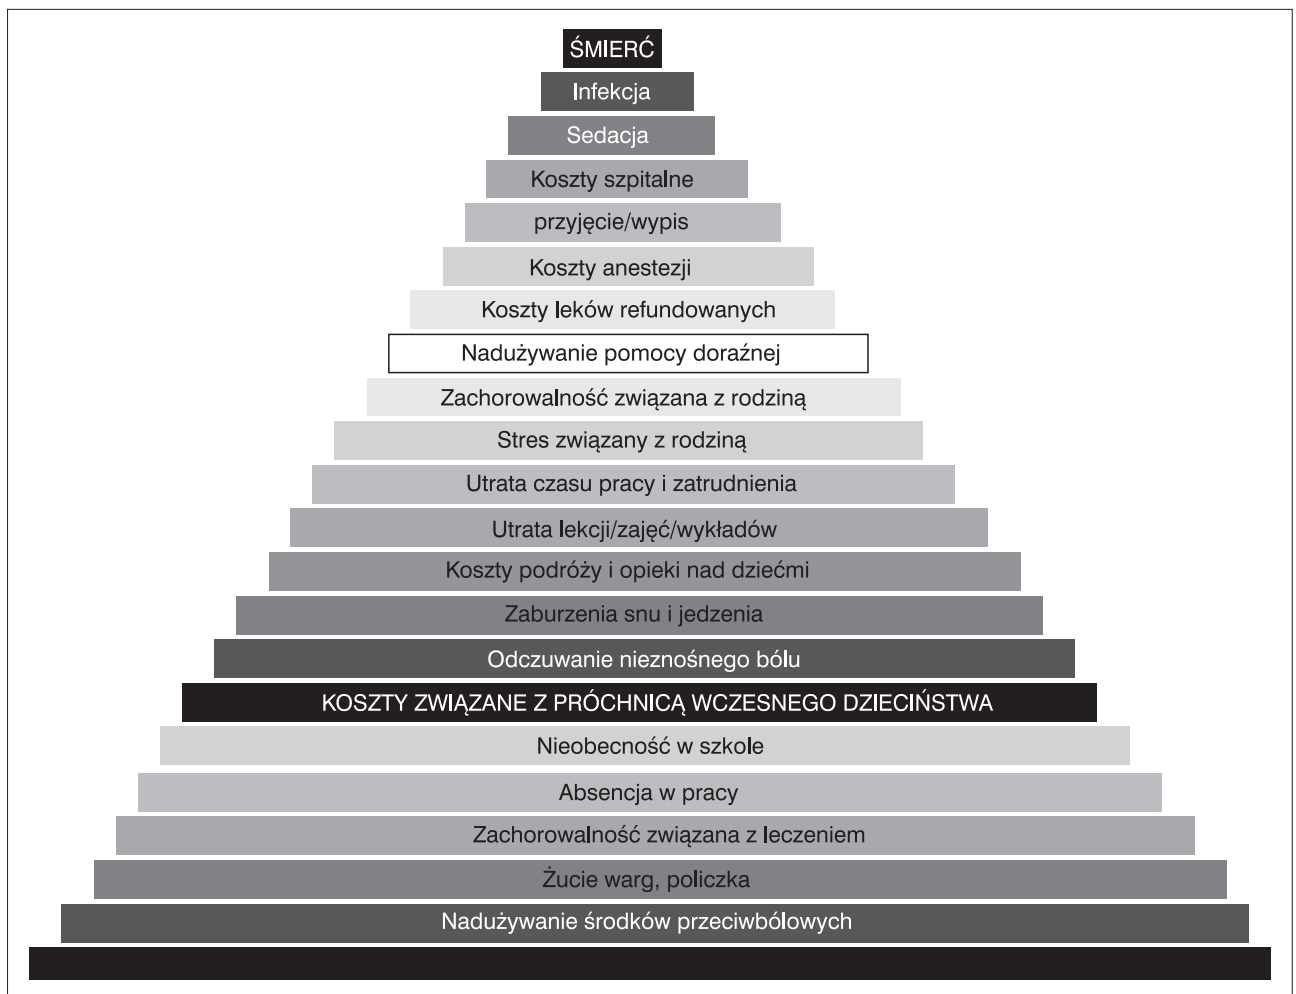 ŚMIERĆ
Infekcja
Sedacja
Koszty szpitalne
przyjęcie/wypis
Koszty anestezji
Koszty leków refundowanych
Nadużywanie pomocy doraźnej
Zachorowalność związana z rodziną
Stres związany z rodziną
Utrata czasu pracy i zatrudnienia
Utrata lekcji/zajęć/wykładów
Koszty podróży i opieki nad dziećmi
Zaburzenia snu i jedzenia
Odczuwanie nieznośnego bólu
KOSZTY ZWIĄZANE Z PRÓCHNICĄ WCZESNEGO DZIECIŃSTWA
Nieobecność w szkole
Absencja w pracy
Zachorowalność związana z leczeniem
Żucie warg, policzka
Nadużywanie środków przeciwbólowych